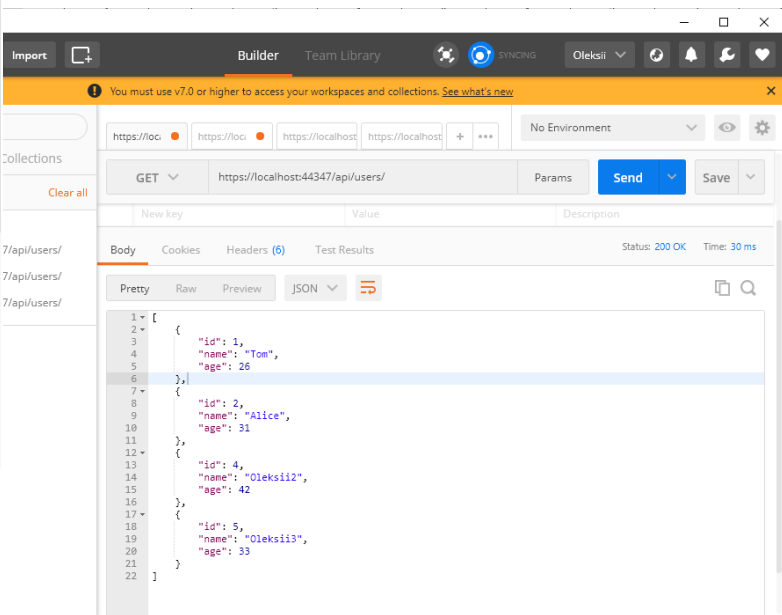 Import
Builder
Team Library
SYNCING
Oleksii
You must use v7.0 or higher to access your workspaces and collections. See what's new
Collections
Clear all
7/api/users/
7/api/users/
7/api/users/
https://loca
https://loca
https://localhost
https://localhost
+
•••
No Environment
GET
https://localhost:44347/api/users/
Params
Send
Save
New key
Value
Description
Body
Cookies
Headers (6)
Test Results
Status: 200 OK
Time: 30 ms
Pretty
Raw
Preview
JSON
1 [
2 {
3 "id": 1,
4 "name": "Tom",
5 "age": 26
6 },
7 {
8 "id": 2,
9 "name": "Alice",
10 "age": 31
11 },
12 {
13 "id": 4,
14 "name": "Oleksii2",
15 "age": 42
16 },
17 {
18 "id": 5,
19 "name": "Oleksii3",
20 "age": 33
21 }
22 ]